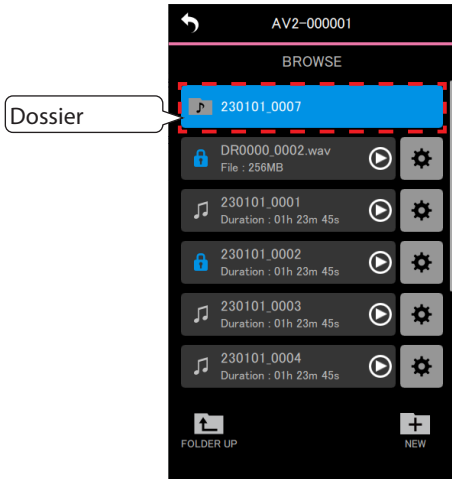 AV2-000001
BROWSE
Dossier
230101_0007
DR0000_0002.wav
File : 256MB
230101_0001
Duration : 01h 23m 45s
230101_0002
Duration : 01h 23m 45s
230101_0003
Duration : 01h 23m 45s
230101_0004
Duration : 01h 23m 45s
FOLDER UP
NEW